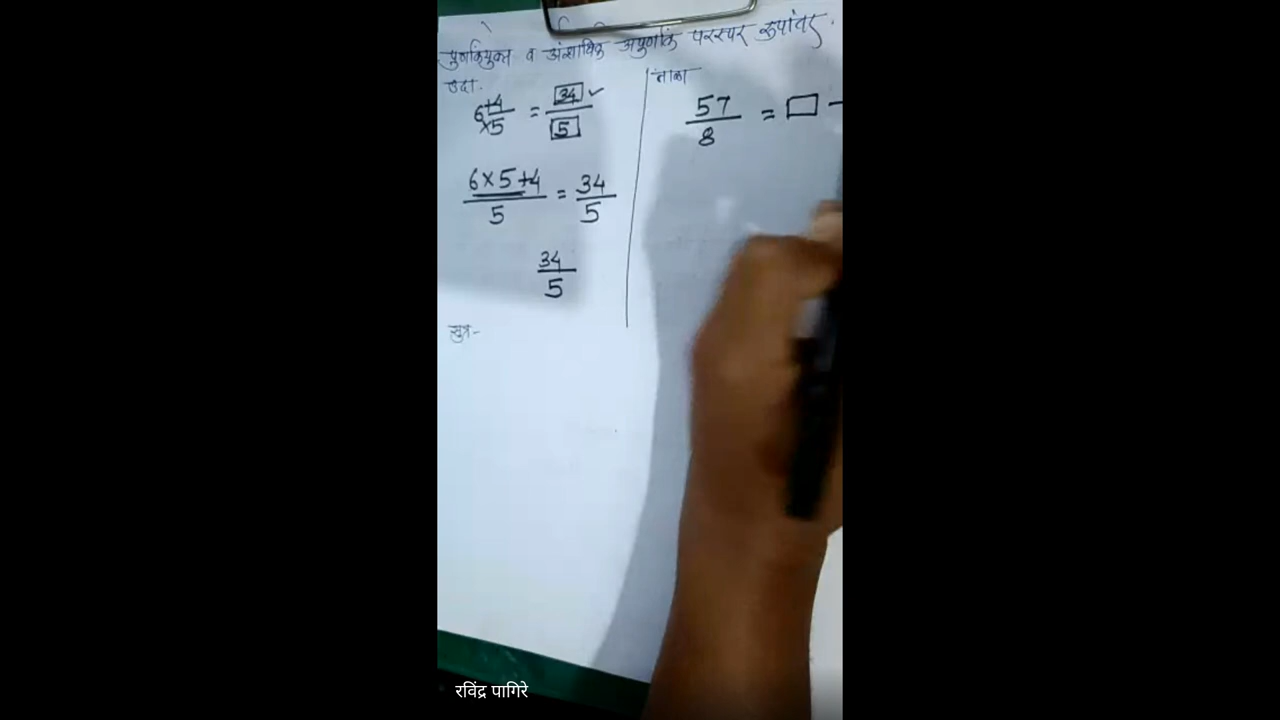 पुर्णांकयुक्त व अंशाधिक अपुर्णांक परस्पर रुपांतर.
उदा.
6 +4/×5 = 34/5 ✓
6×5+4/5 = 34/5
34/5
सुत्र-
ताळा
57/8 = □
रविंद्र पागिरे